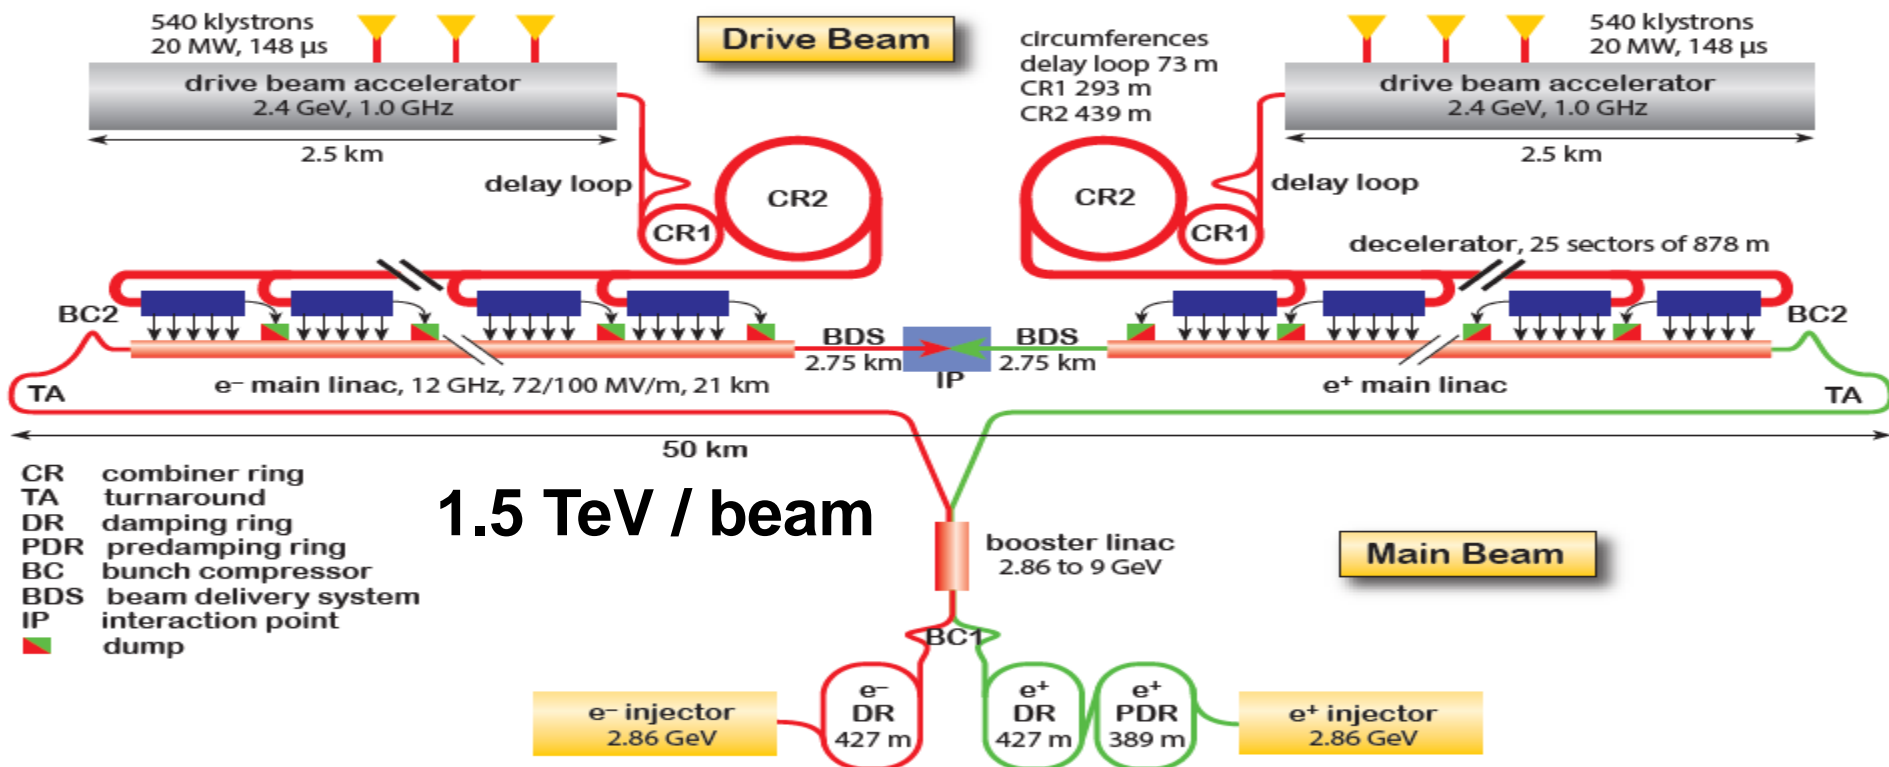 540 klystrons
20 MW, 148 µs
Drive Beam
circumferences
delay loop 73 m
CR1 293 m
CR2 439 m
540 klystrons
20 MW, 148 µs
drive beam accelerator
2.4 GeV, 1.0 GHz
drive beam accelerator
2.4 GeV, 1.0 GHz
2.5 km
2.5 km
delay loop
CR2
CR1
CR2
CR1
delay loop
decelerator, 25 sectors of 878 m
BC2
BC2
BDS
2.75 km
IP
BDS
2.75 km
TA
e⁻ main linac, 12 GHz, 72/100 MV/m, 21 km
e⁺ main linac
TA
50 km
CR combiner ring
TA turnaround
DR damping ring
PDR predamping ring
BC bunch compressor
BDS beam delivery system
IP interaction point
dump
1.5 TeV / beam
booster linac
2.86 to 9 GeV
Main Beam
BC1
e⁻ injector
2.86 GeV
e⁻
DR
427 m
e⁺
DR
427 m
e⁺
PDR
389 m
e⁺ injector
2.86 GeV